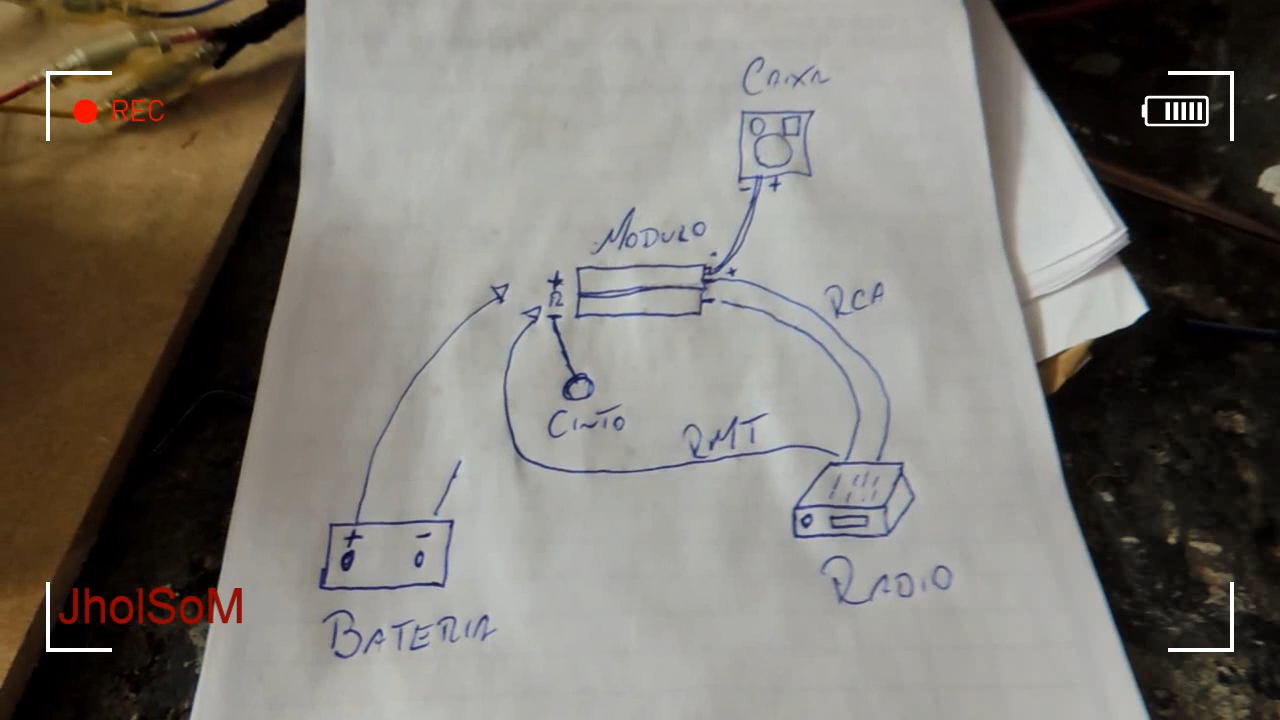 REC
CAIXA
- +
MODULO
+
R
-
- +
-
RCA
CINTO
RMT
+ -
BATERIA
RADIO
JholSoM